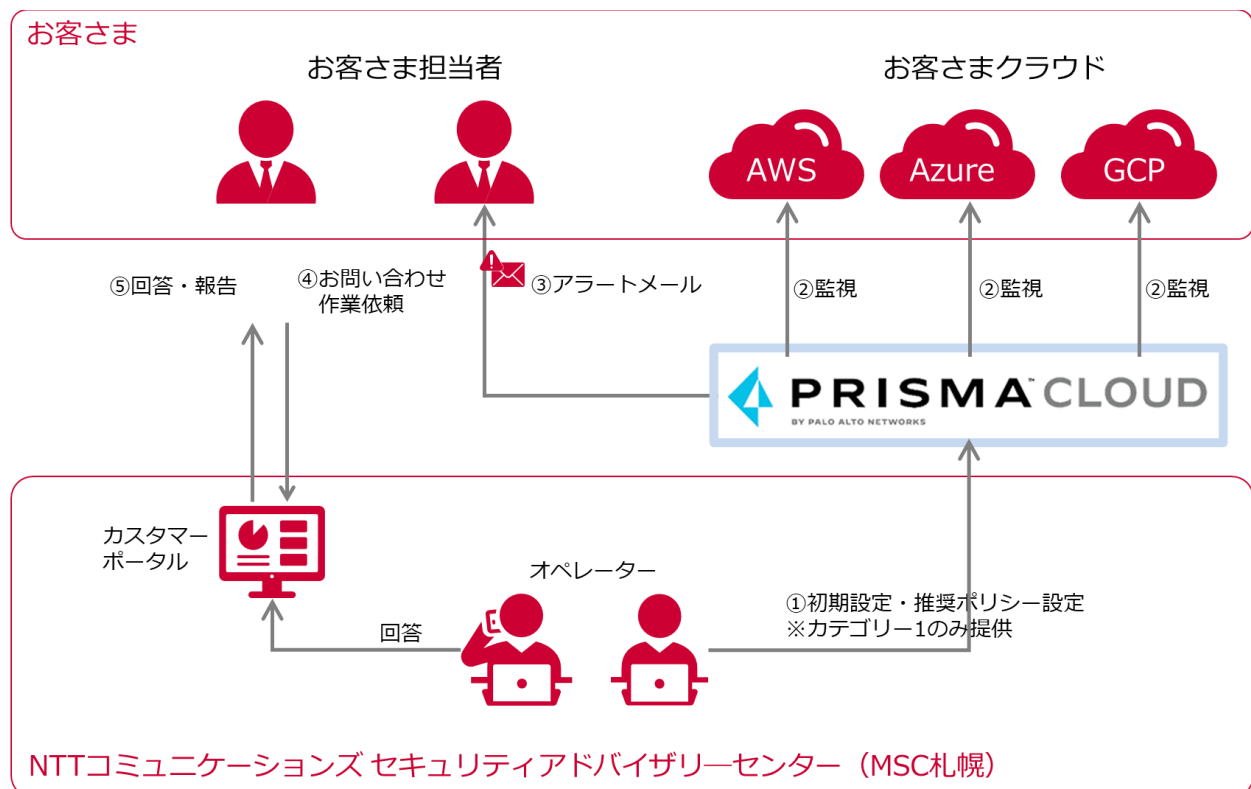 お客さま
お客さま担当者
お客さまクラウド
AWS
Azure
GCP
⑤回答・報告
④お問い合わせ
作業依頼
③アラートメール
②監視
②監視
②監視
PRISMA™ CLOUD
BY PALO ALTO NETWORKS
カスタマー
ポータル
オペレーター
①初期設定・推奨ポリシー設定
※カテゴリー1のみ提供
回答
NTTコミュニケーションズ セキュリティアドバイザリ―センター（MSC札幌）